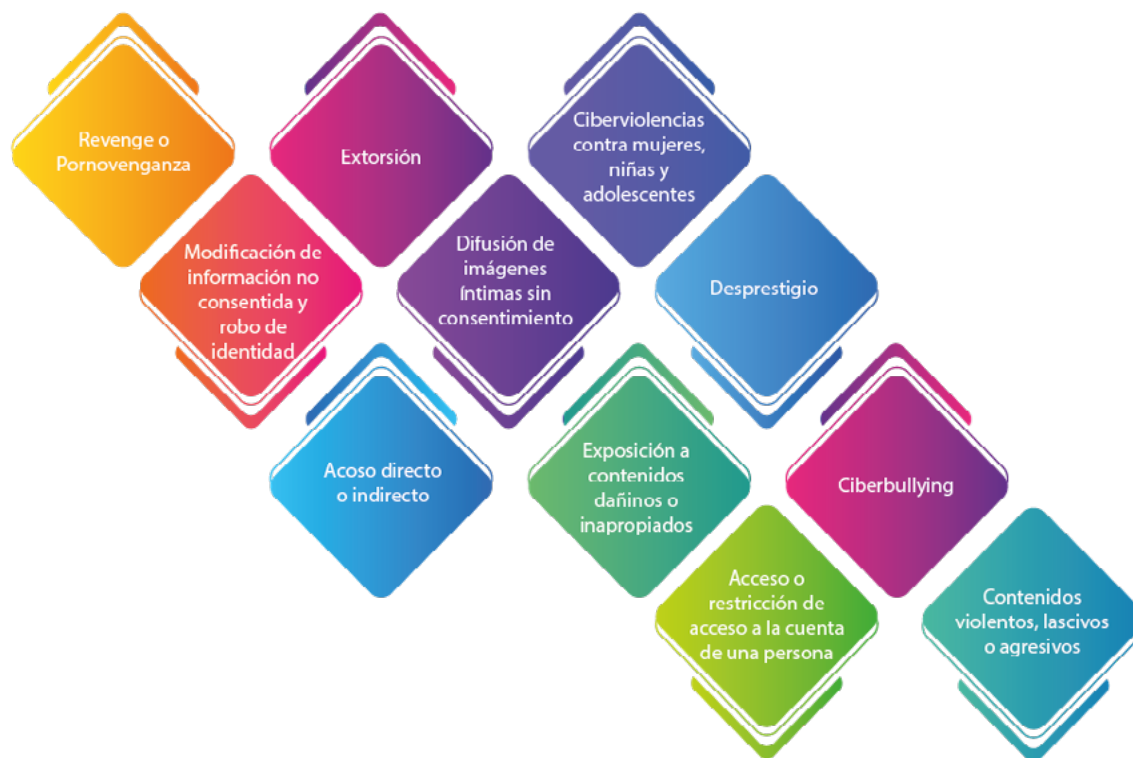 Revenge o
Pornovenganza
Extorsión
Ciberviolencias
contra mujeres,
niñas y
adolescentes
Modificación de
información no
consentida y
robo de
identidad
Difusión de
imágenes
íntimas sin
consentimiento
Desprestigio
Acoso directo
o indirecto
Exposición a
contenidos
dañinos o
inapropiados
Ciberbullying
Acceso o
restricción de
acceso a la cuenta
de una persona
Contenidos
violentos, lascivos
o agresivos